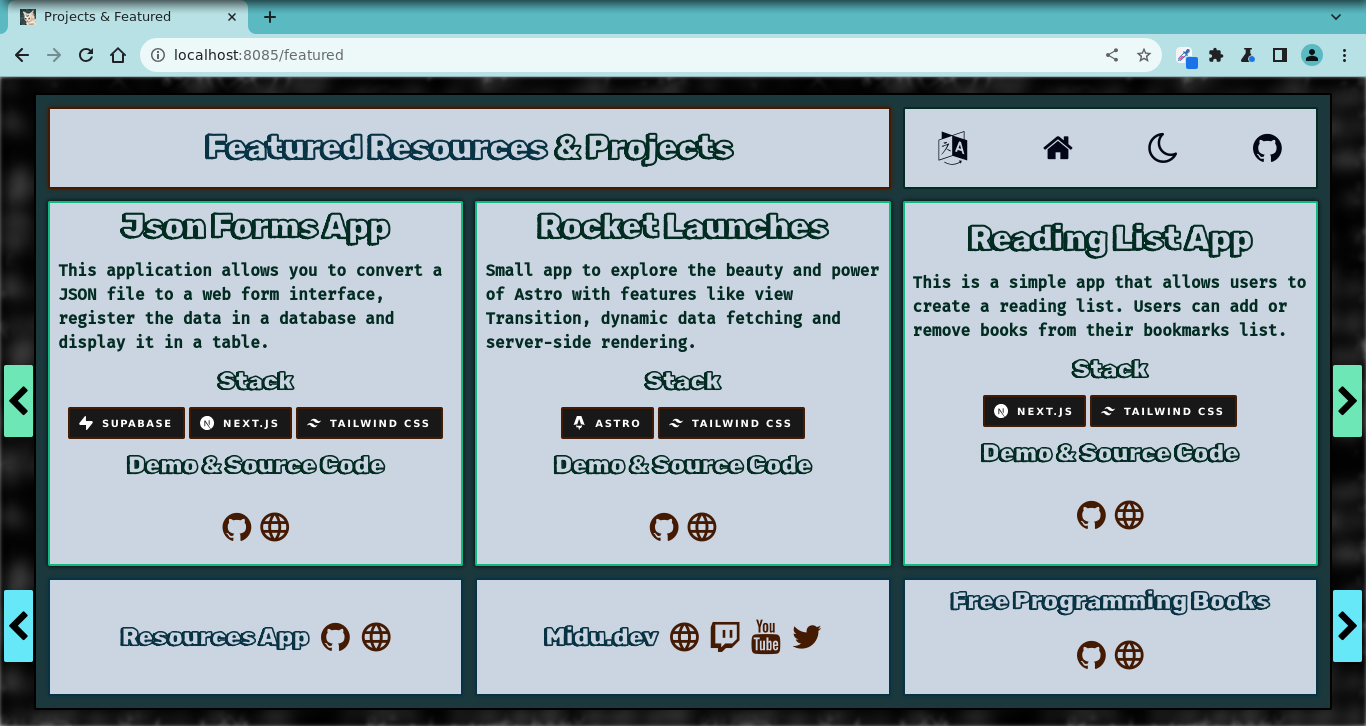 Projects & Featured
localhost:8085/featured
Featured Resources & Projects
Json Forms App
This application allows you to convert a
JSON file to a web form interface,
register the data in a database and
display it in a table.
Stack
SUPABASE NEXT.JS TAILWIND CSS
Demo & Source Code
Rocket Launches
Small app to explore the beauty and power
of Astro with features like view
Transition, dynamic data fetching and
server-side rendering.
Stack
ASTRO TAILWIND CSS
Demo & Source Code
Reading List App
This is a simple app that allows users to
create a reading list. Users can add or
remove books from their bookmarks list.
Stack
NEXT.JS TAILWIND CSS
Demo & Source Code
Resources App
Midu.dev
You
Tube
Free Programming Books